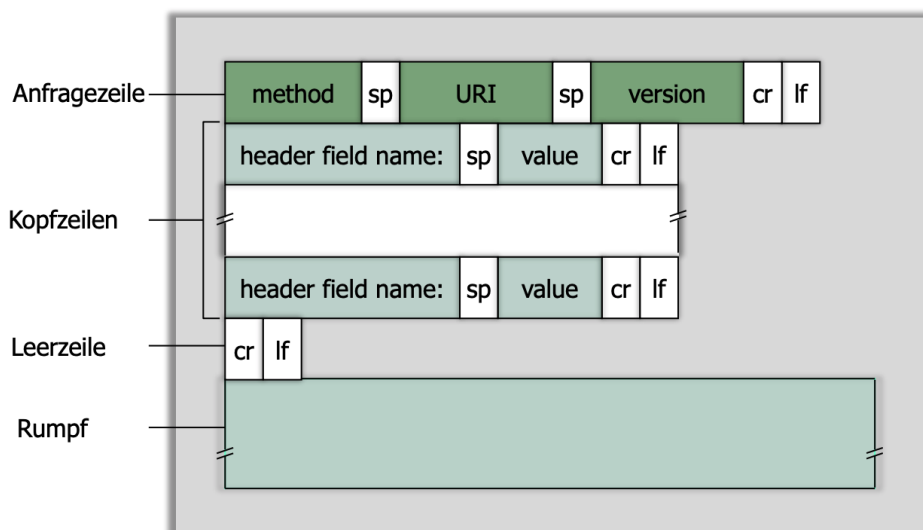 Anfragezeile method sp URI sp version cr lf
header field name: sp value cr lf
Kopfzeilen
header field name: sp value cr lf
Leerzeile cr lf
Rumpf